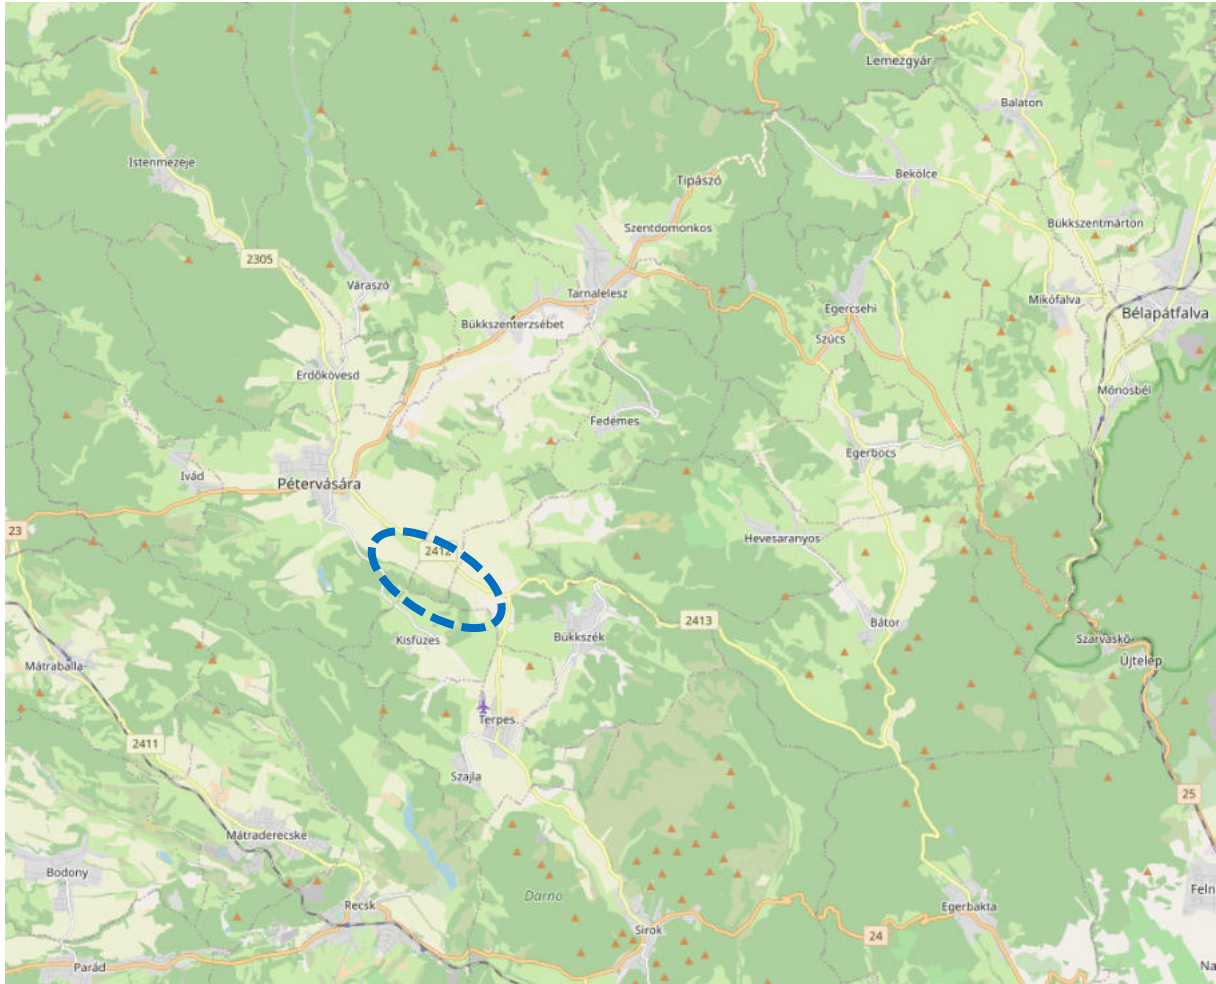 Lemezgyár
Balaton
Istenmezeje
Tipászó
Bekölce
Szentdomonkos
Bükkszentmárton
2305
Váraszó
Tarnalelesz
Mikófalva
Egercsehi
Bélapátfalva
Bükkszenterzsébet
Szúcs
Erdőkövesd
Mónosbél
Fedémes
Egerbocs
Ivád
Pétervására
23
Hevesaranyos
2412
2413
Bátor
Kisfüzes
Bükkszék
Szarvaskő
Újtelep
Mátraballa
Terpes
2411
Szajla
25
Mátraderecske
Bodony
Darnó
Feln
Recsk
Egerbakta
Sirok
24
Parád
Na